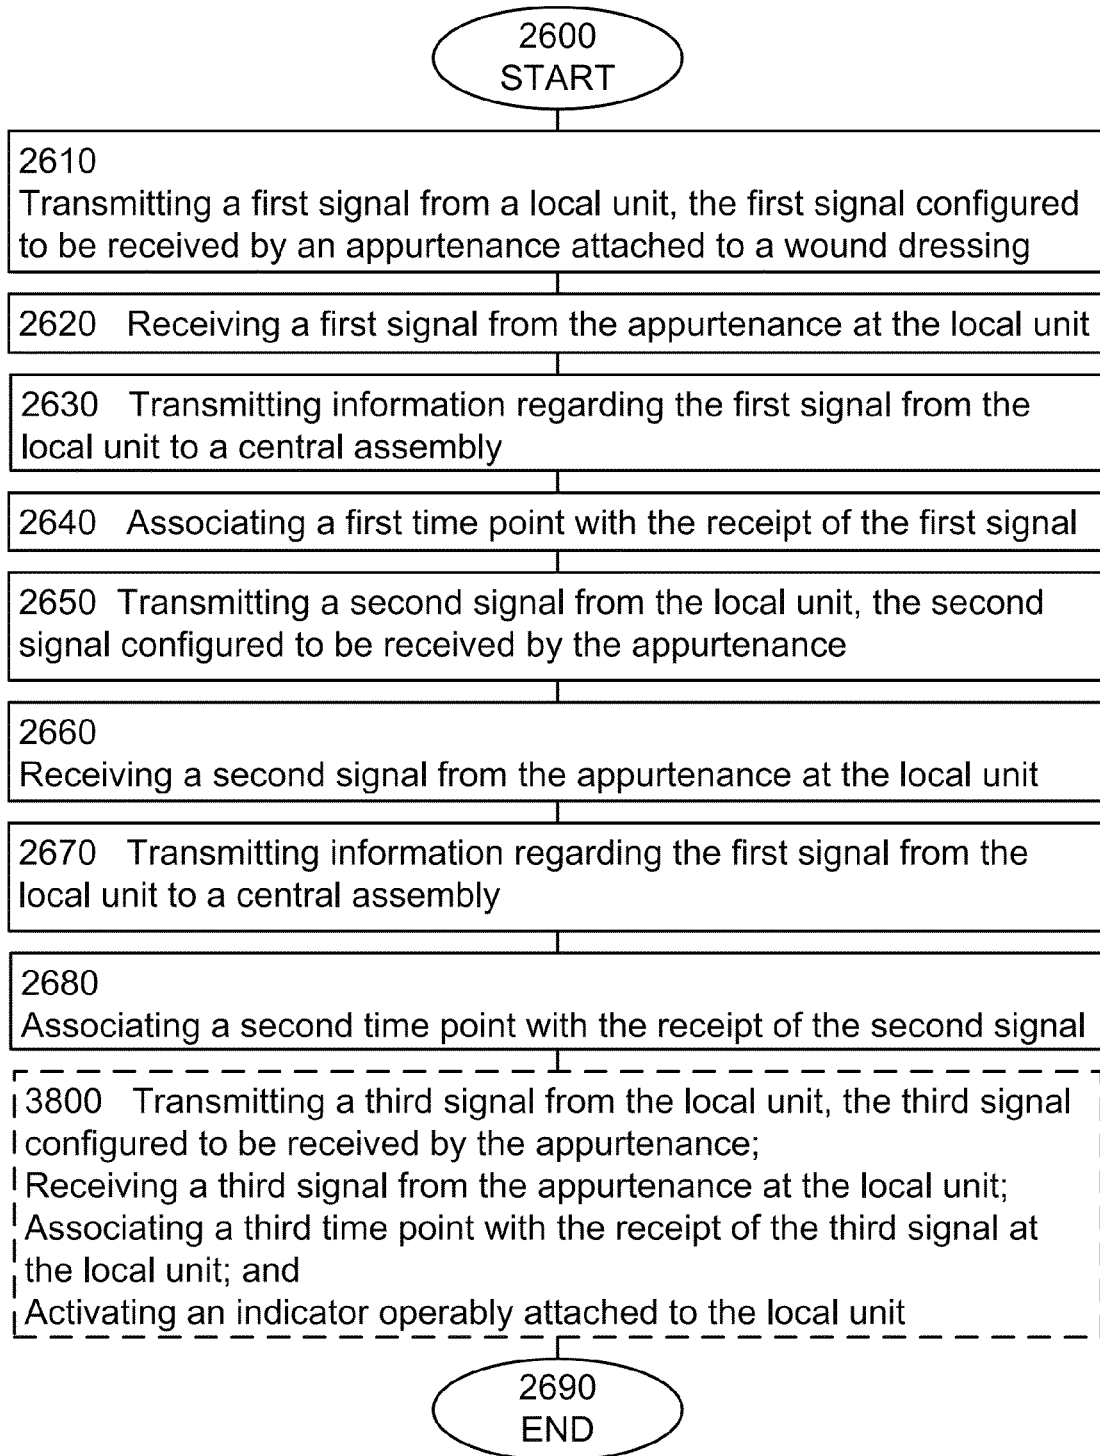 2600
START
2610
Transmitting a first signal from a local unit, the first signal configured
to be received by an appurtenance attached to a wound dressing
2620 Receiving a first signal from the appurtenance at the local unit
2630 Transmitting information regarding the first signal from the
local unit to a central assembly
2640 Associating a first time point with the receipt of the first signal
2650 Transmitting a second signal from the local unit, the second
signal configured to be received by the appurtenance
2660
Receiving a second signal from the appurtenance at the local unit
2670 Transmitting information regarding the first signal from the
local unit to a central assembly
2680
Associating a second time point with the receipt of the second signal
3800 Transmitting a third signal from the local unit, the third signal
configured to be received by the appurtenance;
Receiving a third signal from the appurtenance at the local unit;
Associating a third time point with the receipt of the third signal at
the local unit; and
Activating an indicator operably attached to the local unit
2690
END